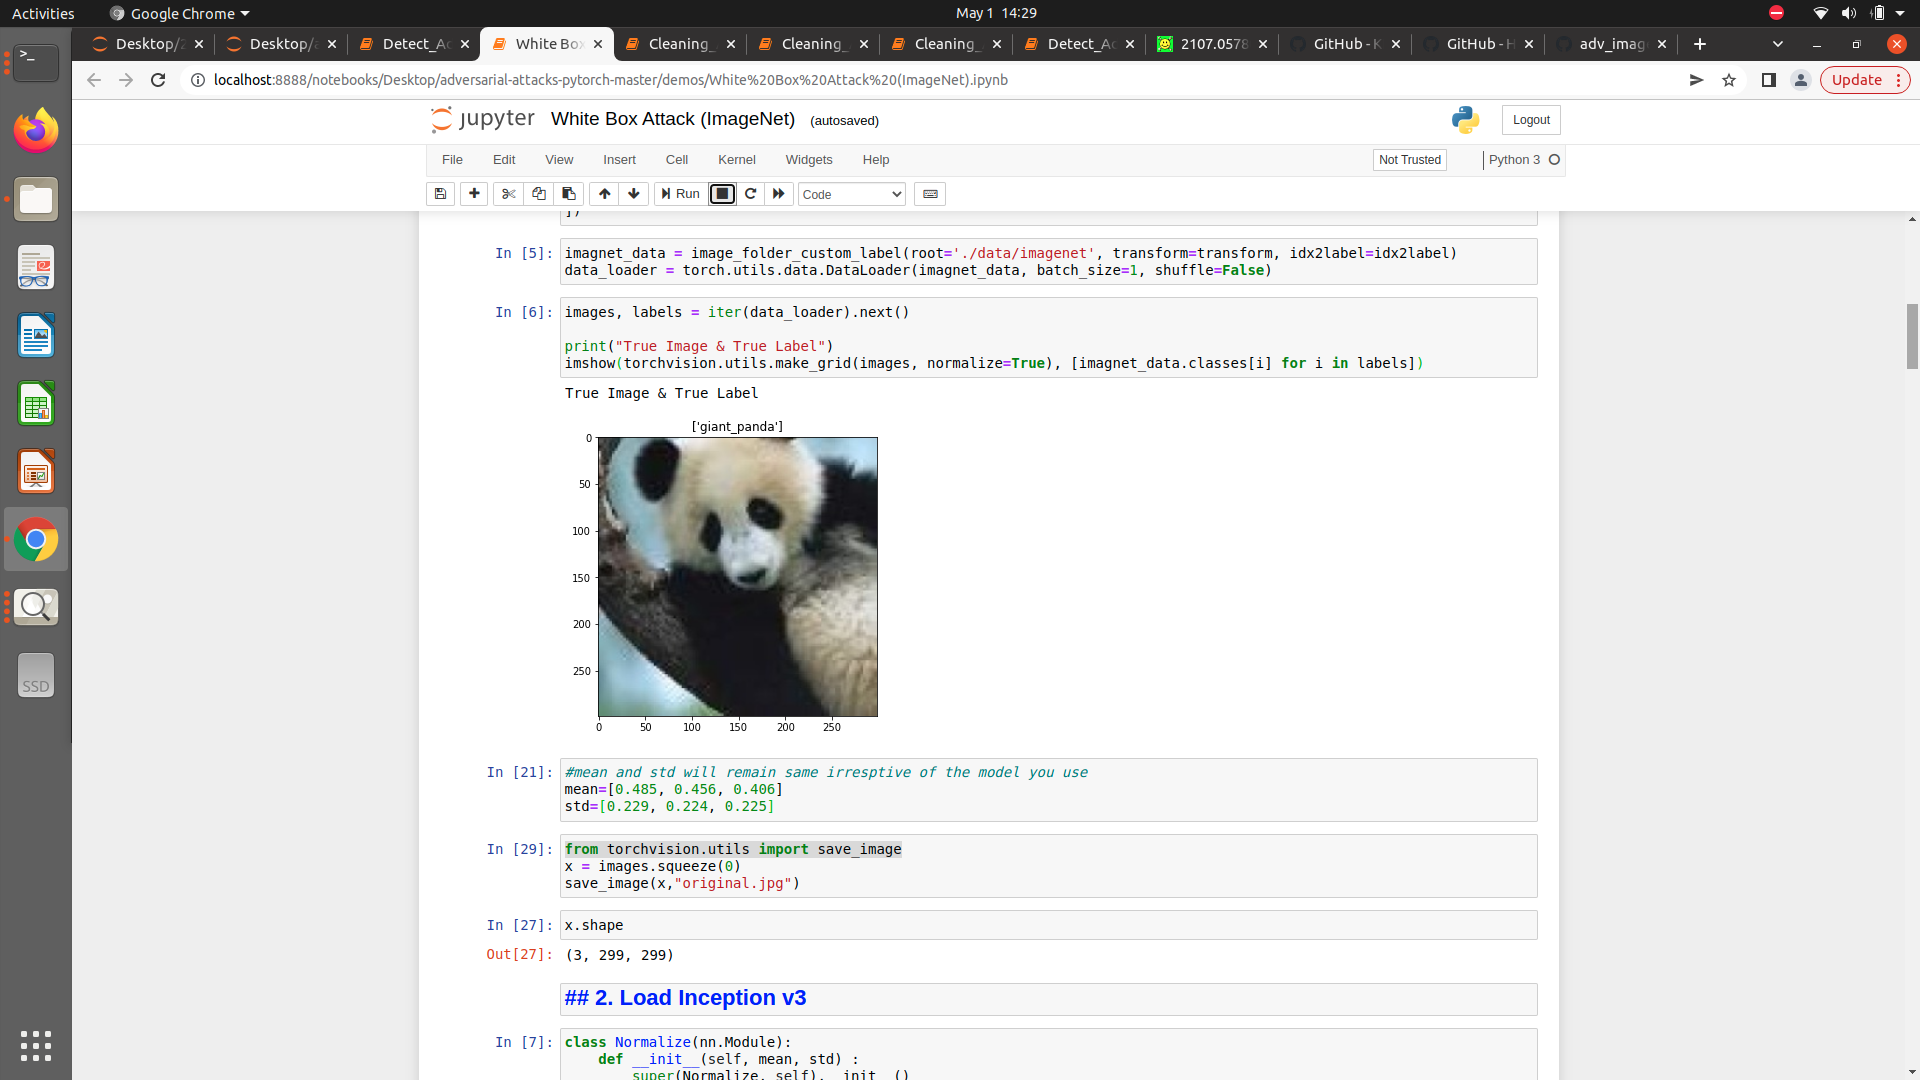 Activities
Google Chrome
May 1 14:29
Desktop/2
Desktop/a
Detect_Ac
White Box
Cleaning_
Cleaning_
Cleaning_
Detect_Ac
2107.0578
GitHub - K
GitHub - H
adv_imag
localhost:8888/notebooks/Desktop/adversarial-attacks-pytorch-master/demos/White%20Box%20Attack%20(ImageNet).ipynb
Update
jupyter White Box Attack (ImageNet) (autosaved)
Logout
File Edit View Insert Cell Kernel Widgets Help
Not Trusted
Python 3
Run
Code
])
In [5]: imagnet_data = image_folder_custom_label(root='./data/imagenet', transform=transform, idx2label=idx2label)
data_loader = torch.utils.data.DataLoader(imagnet_data, batch_size=1, shuffle=False)
In [6]: images, labels = iter(data_loader).next()
print("True Image & True Label")
imshow(torchvision.utils.make_grid(images, normalize=True), [imagnet_data.classes[i] for i in labels])
True Image & True Label
['giant_panda']
0
50
100
150
200
250
0 50 100 150 200 250
In [21]: #mean and std will remain same irresptive of the model you use
mean=[0.485, 0.456, 0.406]
std=[0.229, 0.224, 0.225]
In [29]: from torchvision.utils import save_image
x = images.squeeze(0)
save_image(x,"original.jpg")
In [27]: x.shape
Out[27]: (3, 299, 299)
## 2. Load Inception v3
In [7]: class Normalize(nn.Module):
def __init__(self, mean, std) :
super(Normalize, self).__init__()
SSD